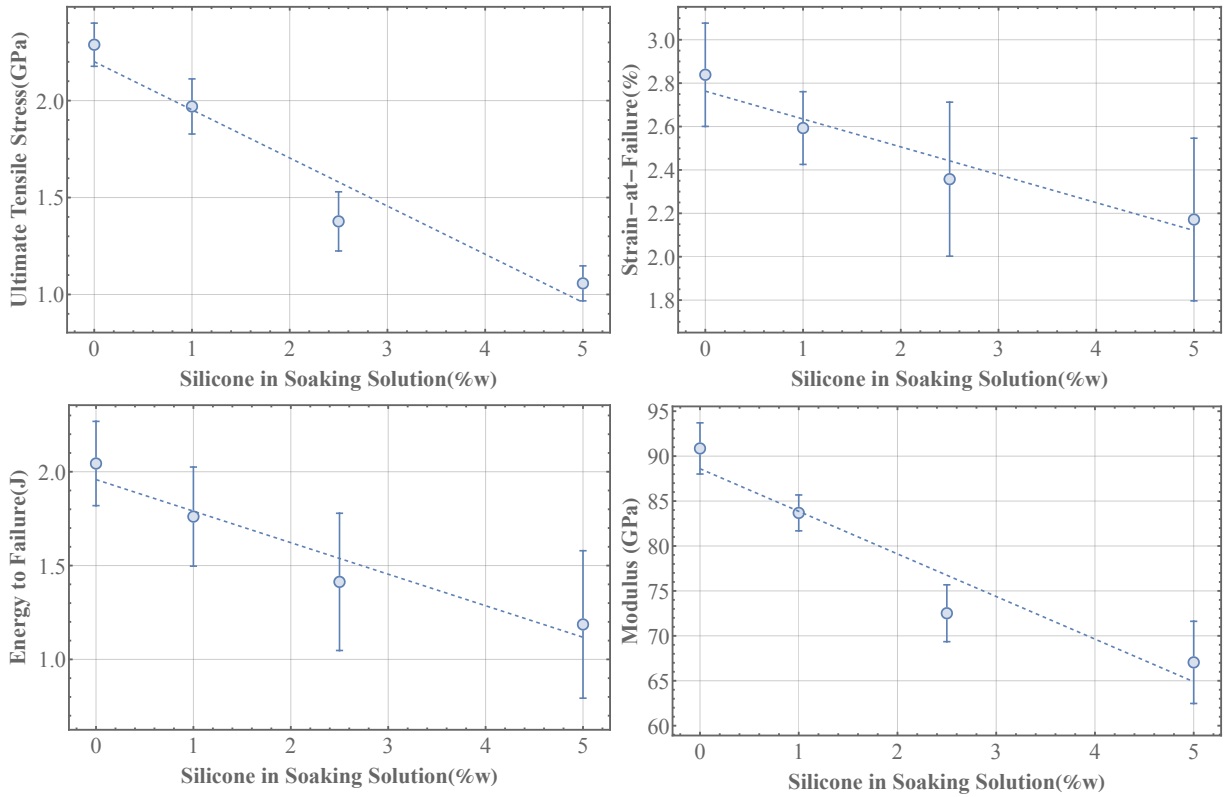 Ultimate Tensile Stress(GPa)
2.0
1.5
1.0
0 1 2 3 4 5
Silicone in Soaking Solution(%w)
Strain-at-Failure(%)
3.0
2.8
2.6
2.4
2.2
2.0
1.8
0 1 2 3 4 5
Silicone in Soaking Solution(%w)
Energy to Failure(J)
2.0
1.5
1.0
0 1 2 3 4 5
Silicone in Soaking Solution(%w)
Modulus (GPa)
95
90
85
80
75
70
65
60
0 1 2 3 4 5
Silicone in Soaking Solution(%w)